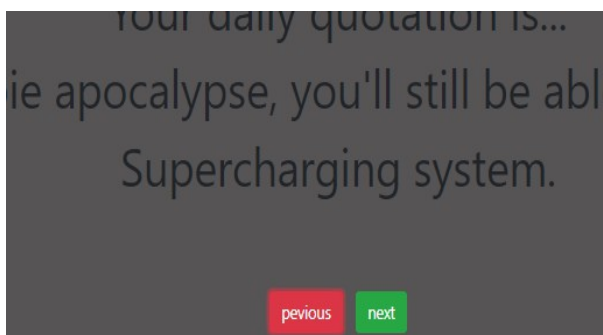 Your daily quotation is...
ie apocalypse, you'll still be abl
Supercharging system.
pevious next